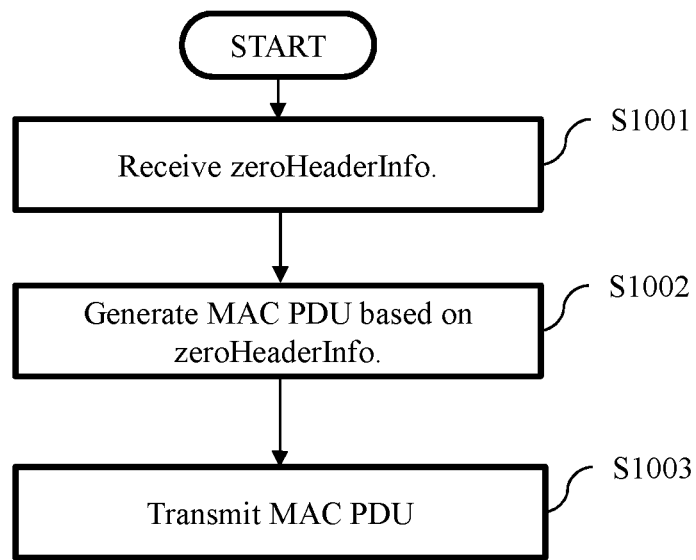 START
S1001
Receive zeroHeaderInfo.
S1002
Generate MAC PDU based on
zeroHeaderInfo.
S1003
Transmit MAC PDU